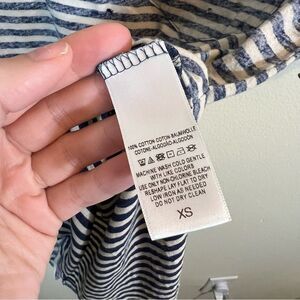 100% COTTON COTON BAUMWOLLE
COTONE-ALGODÃO-ALGODÓN
MACHINE WASH COLD GENTLE
WITH LIKE COLORS
USE ONLY NON-CHLORINE BLEACH
RESHAPE LAY FLAT TO DRY
LOW IRON AS NEEDED
DO NOT DRY CLEAN
XS